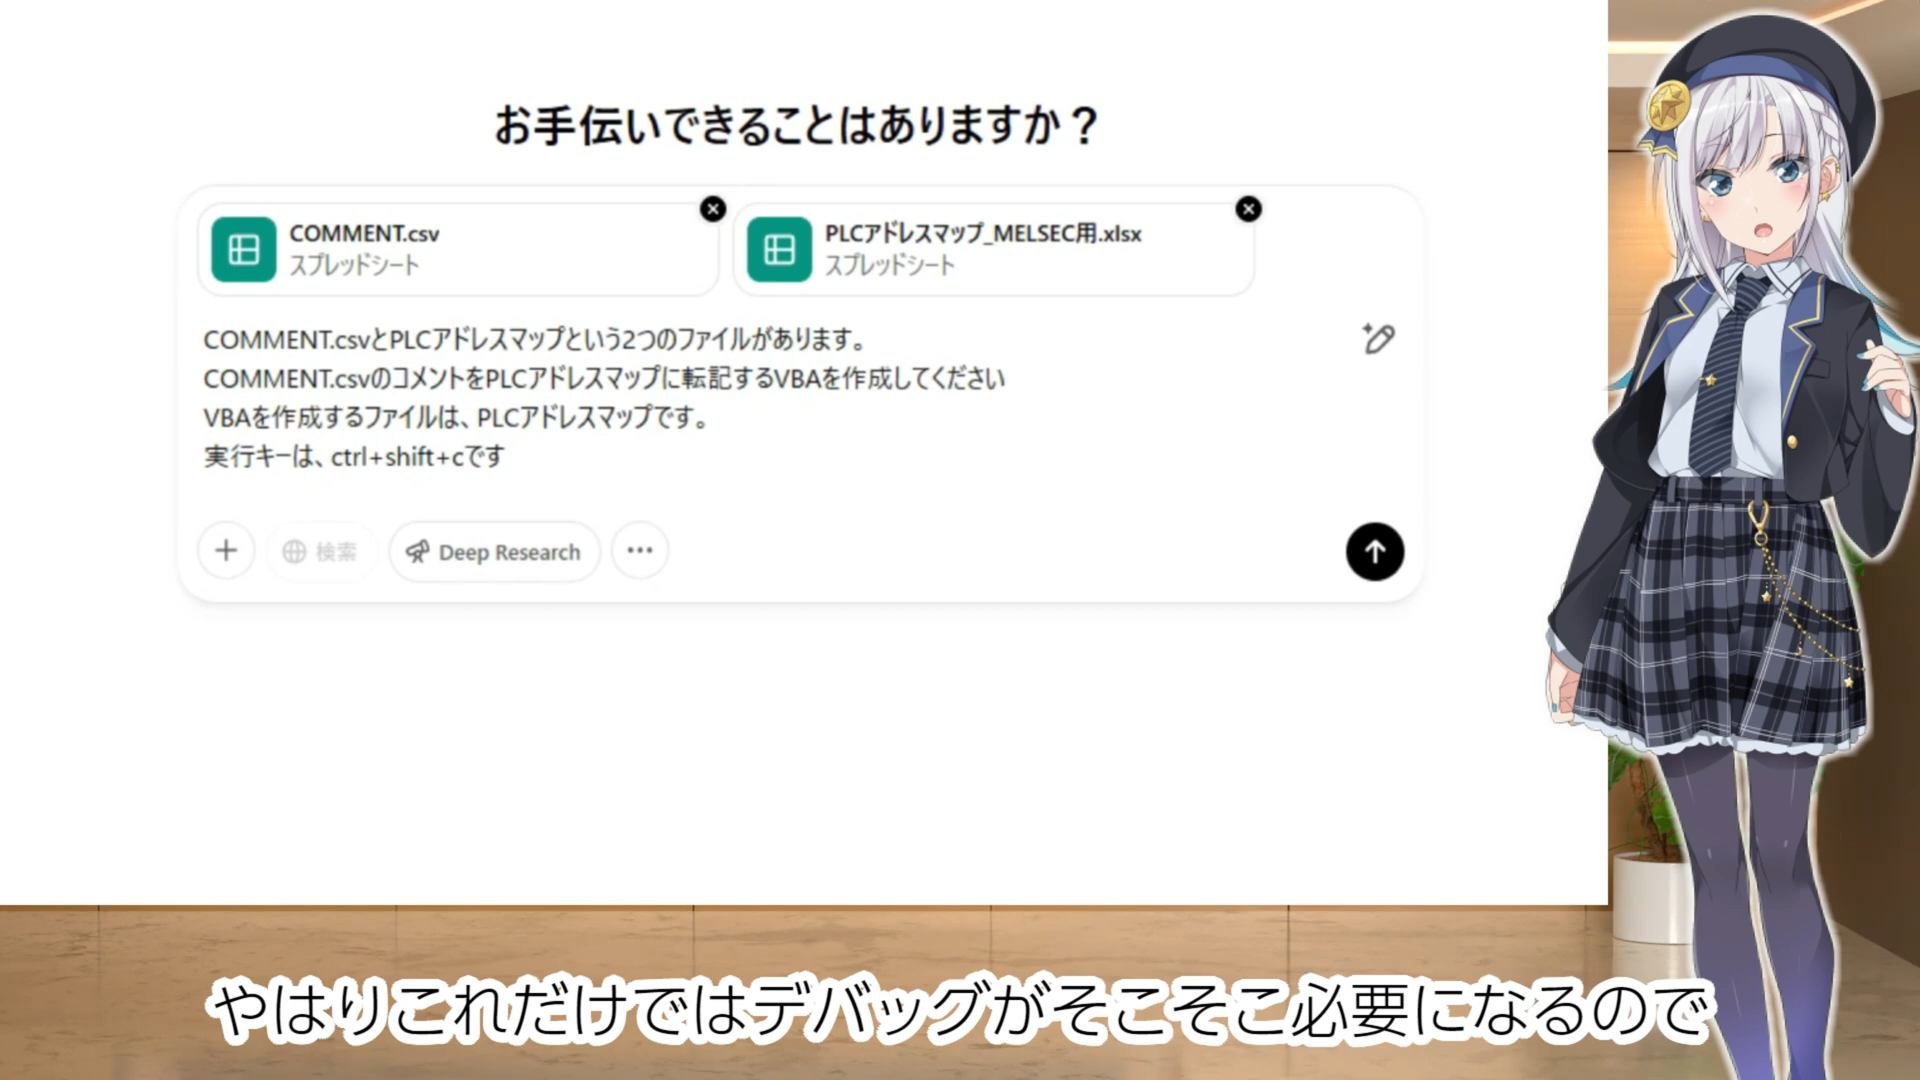 お手伝いできることはありますか？
COMMENT.csv
スプレッドシート
PLCアドレスマップ_MELSEC用.xlsx
スプレッドシート
COMMENT.csvとPLCアドレスマップという2つのファイルがあります。
COMMENT.csvのコメントをPLCアドレスマップに転記するVBAを作成してください
VBAを作成するファイルは、PLCアドレスマップです。
実行キーは、ctrl+shift+cです
検索
Deep Research
やはりこれだけではデバッグがそこそこ必要になるので